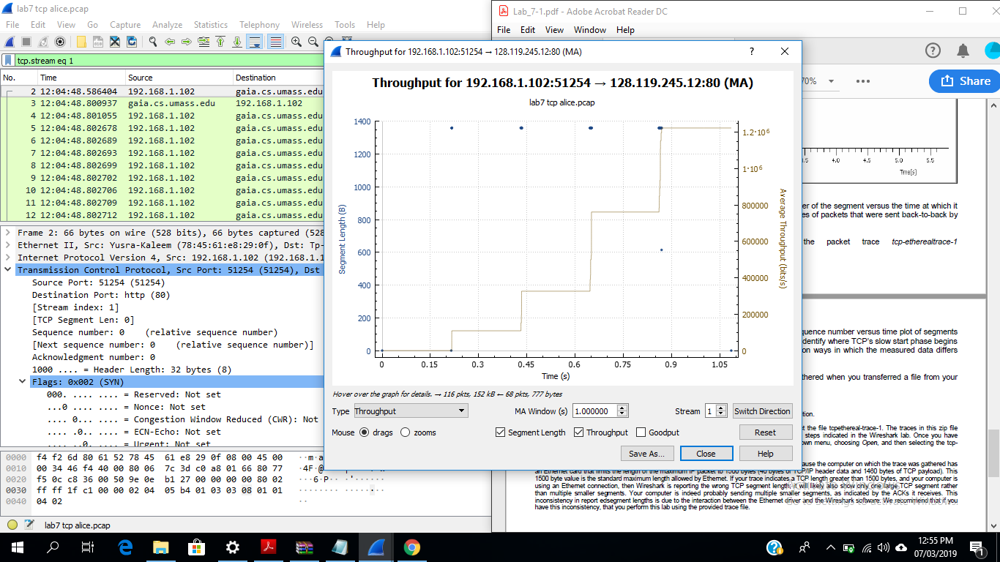 lab7 tcp alice.pcap
File Edit View Go Capture Analyze Statistics Telephony Wireless Tools Help
tcp.stream eq 1
No. Time Source Destination
2 12:04:48.586404 192.168.1.102 gaia.cs.umass.edu
3 12:04:48.800937 gaia.cs.umass.edu 192.168.1.102
4 12:04:48.801055 192.168.1.102 gaia.cs.umass.edu
5 12:04:48.802678 192.168.1.102 gaia.cs.umass.edu
6 12:04:48.802689 192.168.1.102 gaia.cs.umass.edu
7 12:04:48.802693 192.168.1.102 gaia.cs.umass.edu
8 12:04:48.802699 192.168.1.102 gaia.cs.umass.edu
9 12:04:48.802702 192.168.1.102 gaia.cs.umass.edu
10 12:04:48.802706 192.168.1.102 gaia.cs.umass.edu
11 12:04:48.802709 192.168.1.102 gaia.cs.umass.edu
12 12:04:48.802712 192.168.1.102 gaia.cs.umass.edu
Frame 2: 66 bytes on wire (528 bits), 66 bytes captured (528
Ethernet II, Src: Yusra-Kaleem (78:45:61:e8:29:0f), Dst: Tp-
Internet Protocol Version 4, Src: 192.168.1.102 (192.168.1.1
Transmission Control Protocol, Src Port: 51254 (51254), Dst
Source Port: 51254 (51254)
Destination Port: http (80)
[Stream index: 1]
[TCP Segment Len: 0]
Sequence number: 0 (relative sequence number)
[Next sequence number: 0 (relative sequence number)]
Acknowledgment number: 0
1000 .... = Header Length: 32 bytes (8)
Flags: 0x002 (SYN)
000. .... .... = Reserved: Not set
...0 .... .... = Nonce: Not set
.... 0... .... = Congestion Window Reduced (CWR): Not
.... .0.. .... = ECN-Echo: Not set
.... ..0. .... = Urgent: Not set
0000 f4 f2 6d 80 61 52 78 45 61 e8 29 0f 08 00 45 00
0010 00 34 46 f4 40 00 80 06 7c 3d c0 a8 01 66 80 77
0020 f5 0c c8 36 00 50 9e 0e b1 27 00 00 00 00 80 02
0030 ff ff 1f c1 00 00 02 04 05 b4 01 03 03 08 01 01
0040 04 02
lab7 tcp alice.pcap
Throughput for 192.168.1.102:51254 → 128.119.245.12:80 (MA)
Throughput for 192.168.1.102:51254 → 128.119.245.12:80 (MA)
lab7 tcp alice.pcap
Segment Length (B)
1400
1200
1000
800
600
400
200
0
0 0.15 0.3 0.45 0.6 0.75 0.9 1.05
Time (s)
1.2·10⁶
1·10⁶
800000
600000
400000
200000
0
Average Throughput (bits/s)
Hover over the graph for details. → 116 pkts, 152 kB ← 68 pkts, 777 bytes
Type Throughput MA Window (s) 1.000000 Stream 1 Switch Direction
Mouse drags zooms Segment Length Throughput Goodput Reset
Save As... Close Help
Lab_7-1.pdf - Adobe Acrobat Reader DC
File Edit View Window Help
70% Share
4.0 4.5 5.0 5.5
Time[s]
er of the segment versus the time at which it
es of packets that were sent back-to-back by
the packet trace tcp-etherealtrace-1
quence number versus time plot of segments
identify where TCP's slow start phase begins
on ways in which the measured data differs
thered when you transferred a file from your
tion.
t the file tcpethereal-trace-1. The traces in this zip file
steps indicated in the Wireshark lab. Once you have
own menu, choosing Open, and then selecting the tcp-
ause the computer on which the trace was gathered has
an Ethernet card that limits the length of the maximum IP packet to 1500 bytes (40 bytes of TCP/IP header data and 1460 bytes of TCP payload). This
1500 byte value is the standard maximum length allowed by Ethernet. If your trace indicates a TCP length greater than 1500 bytes, and your computer is
using an Ethernet connection, then Wireshark is reporting the wrong TCP segment length; it will likely also show only one large TCP segment rather
than multiple smaller segments. Your computer is indeed probably sending multiple smaller segments, as indicated by the ACKs it receives. This
inconsistency in report edsegment lengths is due to the interaction between the Ethernet driver and the Wireshark software. We recommend that if you
have this inconsistency, that you perform this lab using the provided trace file.
Activate Windows
Go to Settings to activate Windows.
12:55 PM
07/03/2019
1